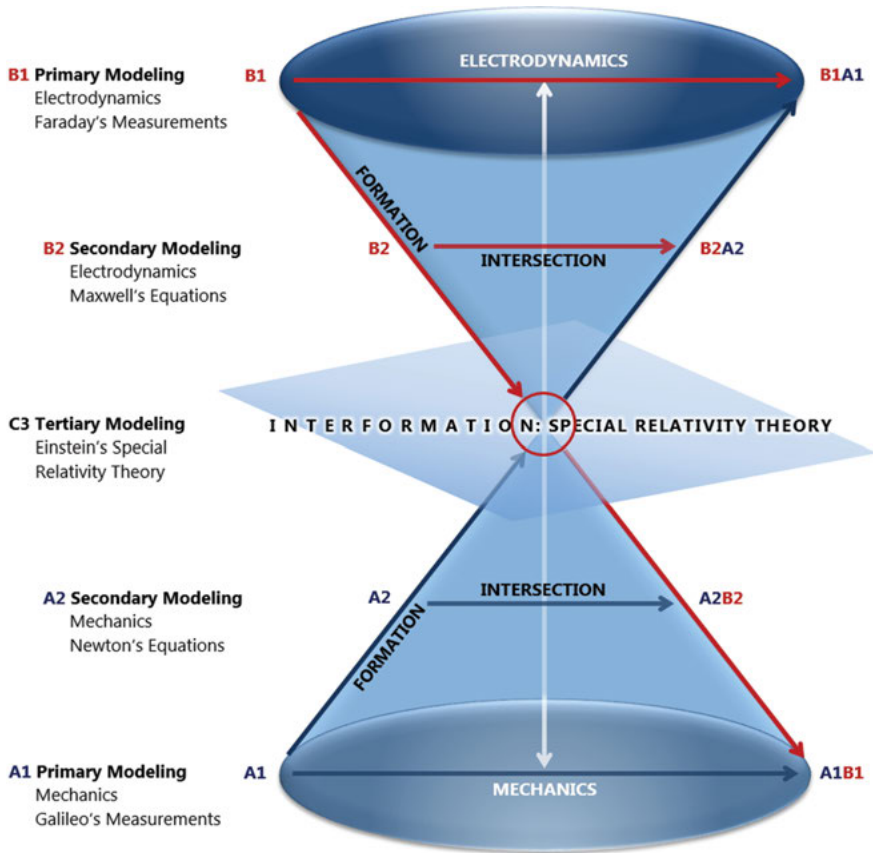 ELECTRODYNAMICS
B1 Primary Modeling
Electrodynamics
Faraday's Measurements
B1
B1A1
FORMATION
B2 Secondary Modeling
Electrodynamics
Maxwell's Equations
B2
INTERSECTION
B2A2
C3 Tertiary Modeling
Einstein's Special
Relativity Theory
INTERFORMATION: SPECIAL RELATIVITY THEORY
A2 Secondary Modeling
Mechanics
Newton's Equations
A2
INTERSECTION
A2B2
FORMATION
A1 Primary Modeling
Mechanics
Galileo's Measurements
A1
MECHANICS
A1B1